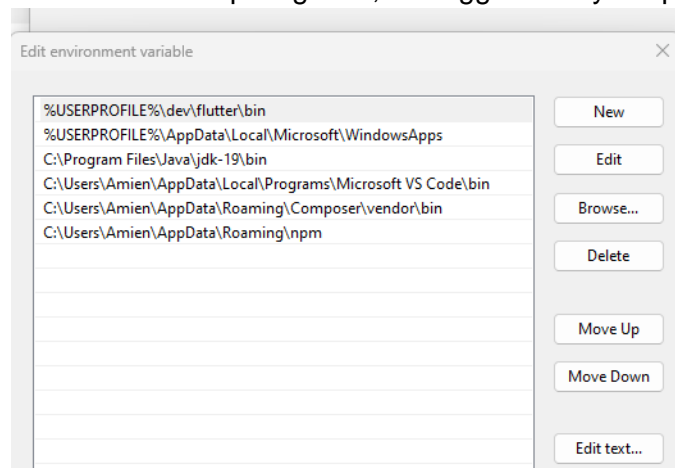 Edit environment variable
%USERPROFILE%\dev\flutter\bin
%USERPROFILE%\AppData\Local\Microsoft\WindowsApps
C:\Program Files\Java\jdk-19\bin
C:\Users\Amien\AppData\Local\Programs\Microsoft VS Code\bin
C:\Users\Amien\AppData\Roaming\Composer\vendor\bin
C:\Users\Amien\AppData\Roaming\npm
New
Edit
Browse...
Delete
Move Up
Move Down
Edit text...